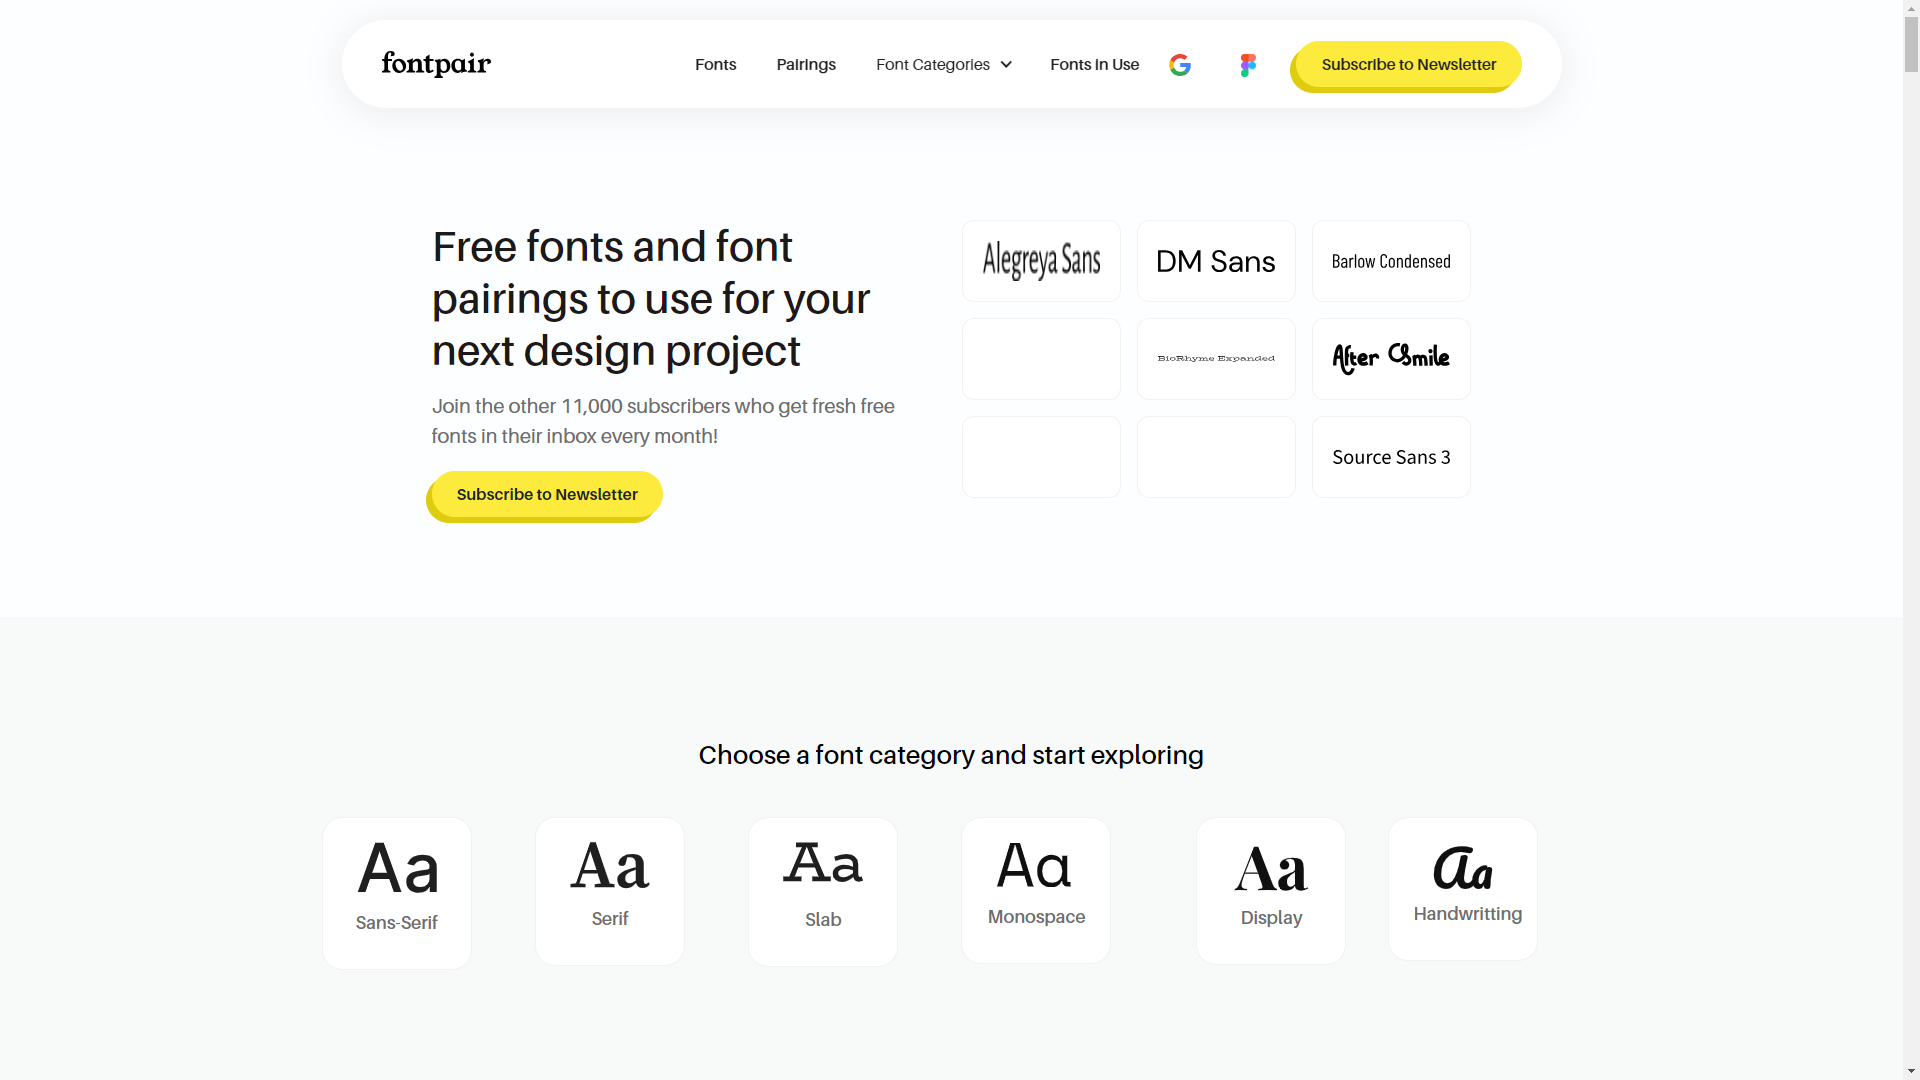 fontpair
Fonts
Pairings
Font Categories
Fonts in Use
Subscribe to Newsletter
Free fonts and font
pairings to use for your
next design project
Join the other 11,000 subscribers who get fresh free
fonts in their inbox every month!
Subscribe to Newsletter
Alegreya Sans
DM Sans
Barlow Condensed
BioRhyme Expanded
After Smile
Source Sans 3
Choose a font category and start exploring
Aa
Sans-Serif
Aa
Serif
Aa
Slab
Aa
Monospace
Aa
Display
Aa
Handwritting